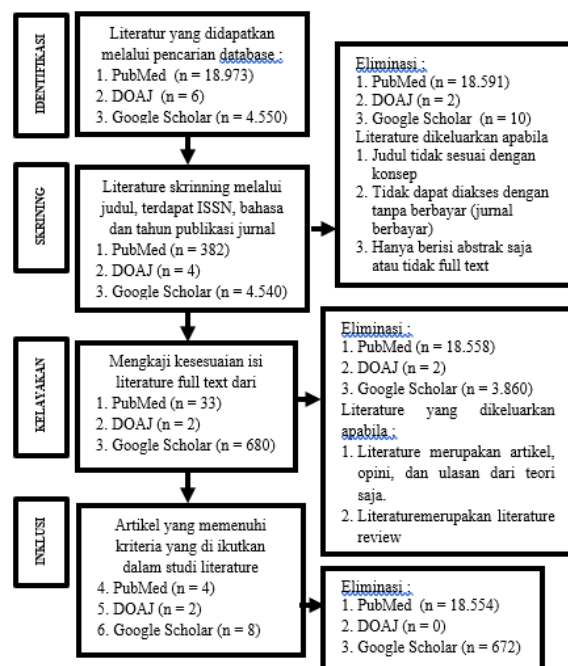 IDENTIFIKASI
Literatur yang didapatkan
melalui pencarian database :
1. PubMed (n = 18.973)
2. DOAJ (n = 6)
3. Google Scholar (n = 4.550)
Eliminasi :
1. PubMed (n = 18.591)
2. DOAJ (n = 2)
3. Google Scholar (n = 10)
Literature dikeluarkan apabila
1. Judul tidak sesuai dengan
konsep
2. Tidak dapat diakses dengan
tanpa berbayar (jurnal
berbayar)
3. Hanya berisi abstrak saja
atau tidak full text
SKRINING
Literature skrinning melalui
judul, terdapat ISSN, bahasa
dan tahun publikasi jurnal
1. PubMed (n = 382)
2. DOAJ (n = 4)
3. Google Scholar (n = 4.540)
KELAYAKAN
Mengkaji kesesuaian isi
literature full text dari
1. PubMed (n = 33)
2. DOAJ (n = 2)
3. Google Scholar (n = 680)
Eliminasi :
1. PubMed (n = 18.558)
2. DOAJ (n = 2)
3. Google Scholar (n = 3.860)
Literature yang dikeluarkan
apabila :
1. Literature merupakan artikel,
opini, dan ulasan dari teori
saja.
2. Literaturemerupakan literature
review
INKLUSI
Artikel yang memenuhi
kriteria yang di ikutkan
dalam studi literature
4. PubMed (n = 4)
5. DOAJ (n = 2)
6. Google Scholar (n = 8)
Eliminasi :
1. PubMed (n = 18.554)
2. DOAJ (n = 0)
3. Google Scholar (n = 672)